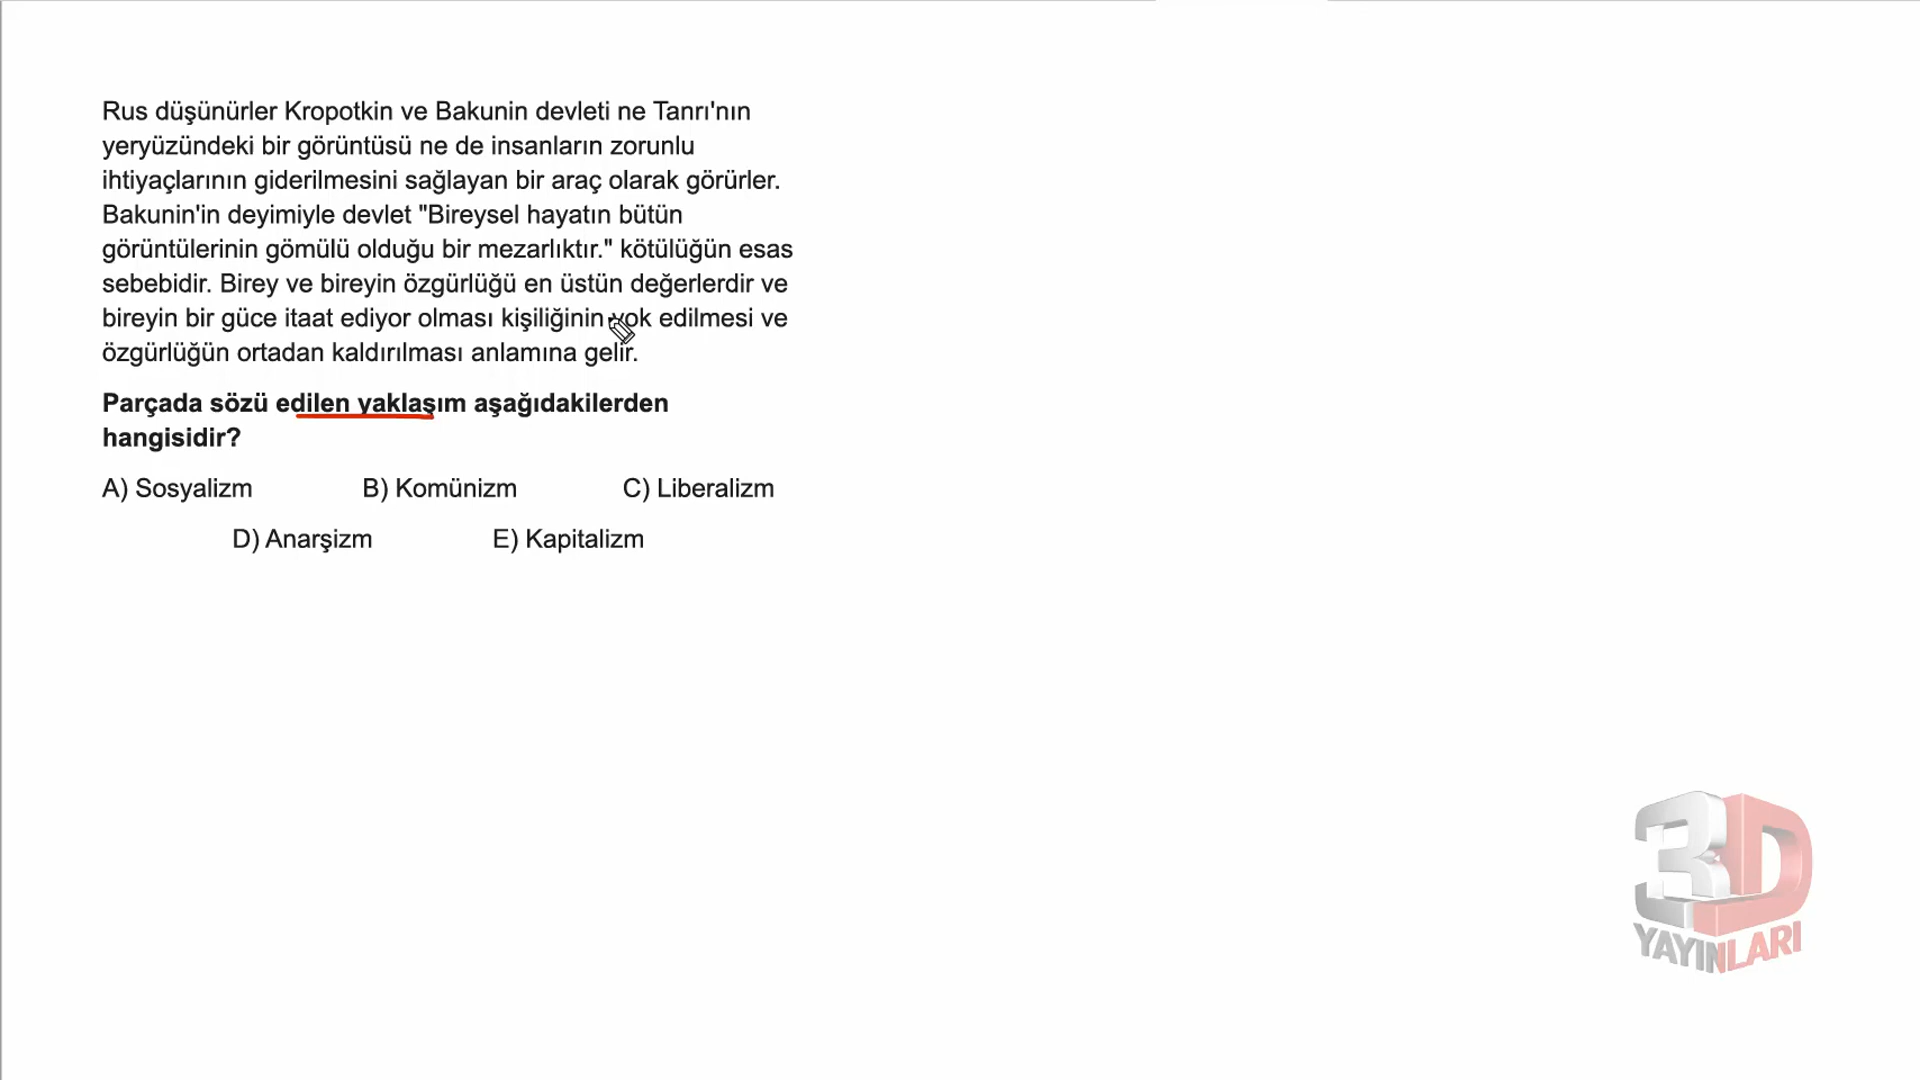 Rus düşünürler Kropotkin ve Bakunin devleti ne Tanrı'nın
yeryüzündeki bir görüntüsü ne de insanların zorunlu
ihtiyaçlarının giderilmesini sağlayan bir araç olarak görürler.
Bakunin'in deyimiyle devlet "Bireysel hayatın bütün
görüntülerinin gömülü olduğu bir mezarlıktır." kötülüğün esas
sebebidir. Birey ve bireyin özgürlüğü en üstün değerlerdir ve
bireyin bir güce itaat ediyor olması kişiliğinin yok edilmesi ve
özgürlüğün ortadan kaldırılması anlamına gelir.
Parçada sözü edilen yaklaşım aşağıdakilerden
hangisidir?
A) Sosyalizm B) Komünizm C) Liberalizm
D) Anarşizm E) Kapitalizm
3D
YAYINLARI